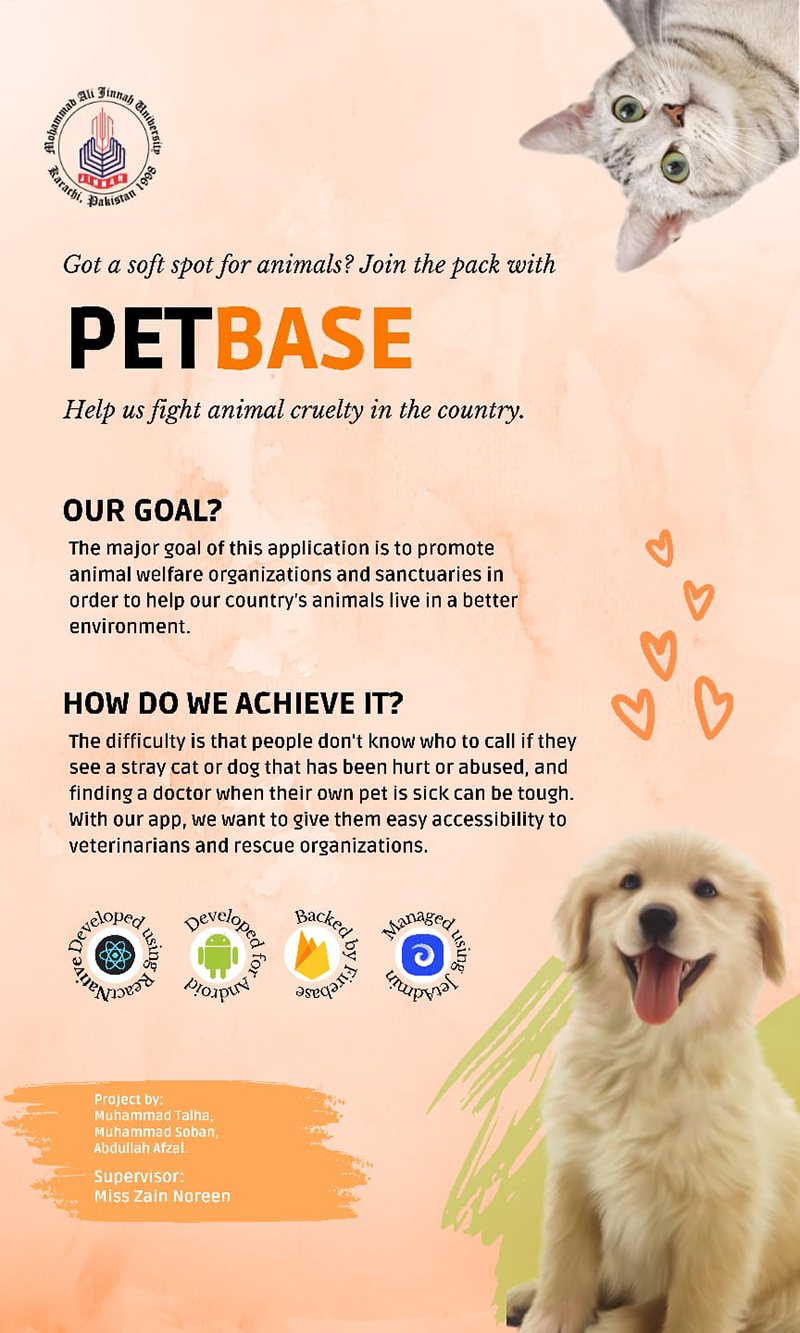 Mohammad Ali Jinnah University
JINNAH
Karachi, Pakistan 1998
Got a soft spot for animals? Join the pack with
PETBASE
Help us fight animal cruelty in the country.
OUR GOAL?
The major goal of this application is to promote
animal welfare organizations and sanctuaries in
order to help our country's animals live in a better
environment.
HOW DO WE ACHIEVE IT?
The difficulty is that people don't know who to call if they
see a stray cat or dog that has been hurt or abused, and
finding a doctor when their own pet is sick can be tough.
With our app, we want to give them easy accessibility to
veterinarians and rescue organizations.
Developed using ReactNative
Developed for Android
Backed by Firebase
Managed using JetAdmin
Project by:
Muhammad Talha,
Muhammad Soban,
Abdullah Afzal.
Supervisor:
Miss Zain Noreen